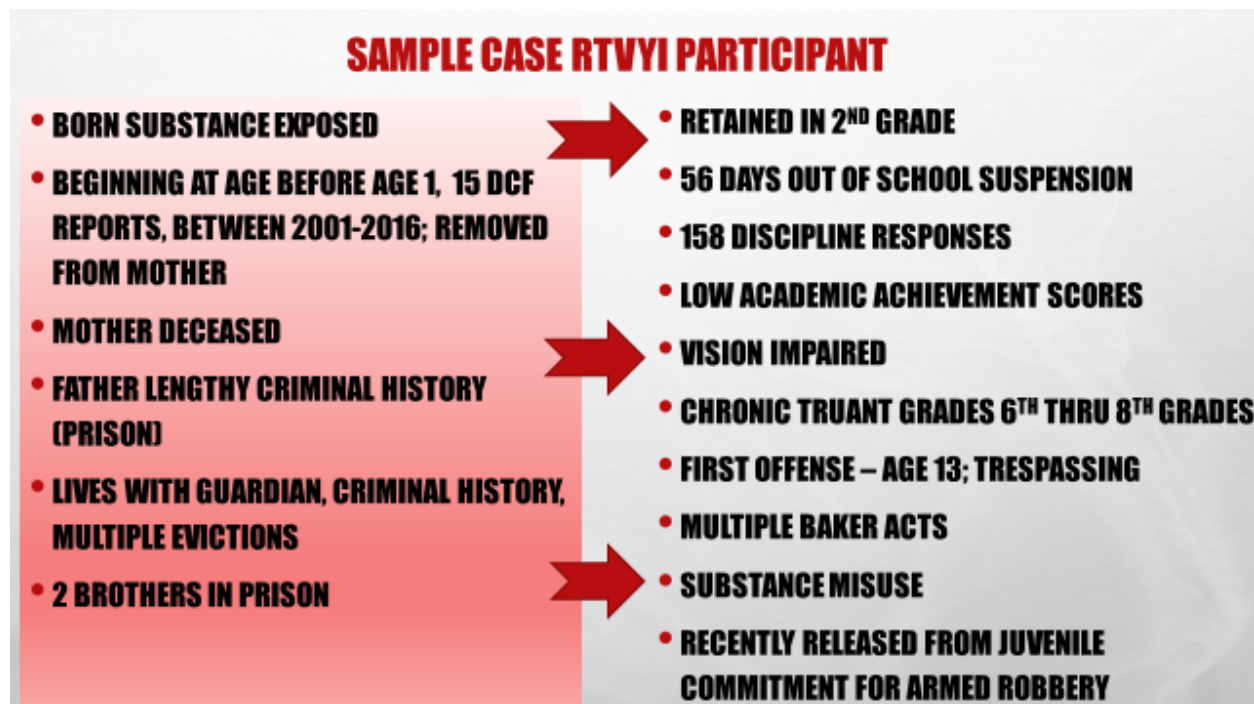 SAMPLE CASE RTVYI PARTICIPANT
• BORN SUBSTANCE EXPOSED
• BEGINNING AT AGE BEFORE AGE 1, 15 DCF
REPORTS, BETWEEN 2001-2016; REMOVED
FROM MOTHER
• MOTHER DECEASED
• FATHER LENGTHY CRIMINAL HISTORY
(PRISON)
• LIVES WITH GUARDIAN, CRIMINAL HISTORY,
MULTIPLE EVICTIONS
• 2 BROTHERS IN PRISON
• RETAINED IN 2ND GRADE
• 56 DAYS OUT OF SCHOOL SUSPENSION
• 158 DISCIPLINE RESPONSES
• LOW ACADEMIC ACHIEVEMENT SCORES
• VISION IMPAIRED
• CHRONIC TRUANT GRADES 6TH THRU 8TH GRADES
• FIRST OFFENSE – AGE 13; TRESPASSING
• MULTIPLE BAKER ACTS
• SUBSTANCE MISUSE
• RECENTLY RELEASED FROM JUVENILE
COMMITMENT FOR ARMED ROBBERY